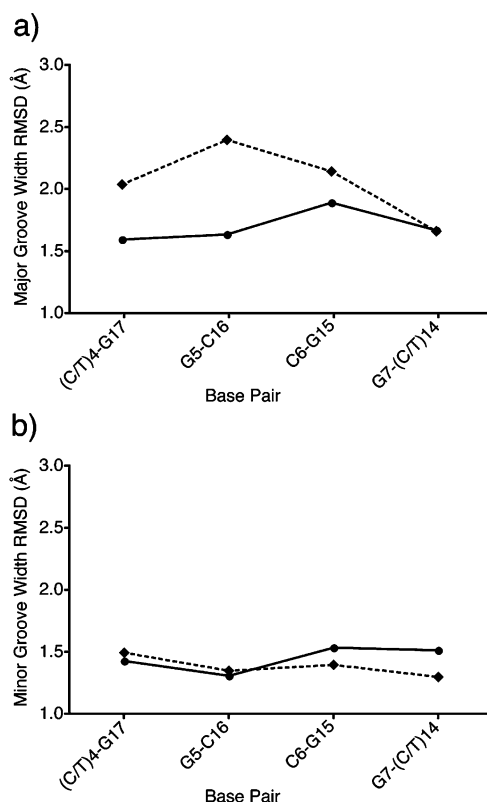 a)
Major Groove Width RMSD (Å)
3.0
2.5
2.0
1.5
1.0
(C/T)4-G17
G5-C16
C6-G15
G7-(C/T)14
Base Pair
b)
Minor Groove Width RMSD (Å)
3.0
2.5
2.0
1.5
1.0
(C/T)4-G17
G5-C16
C6-G15
G7-(C/T)14
Base Pair